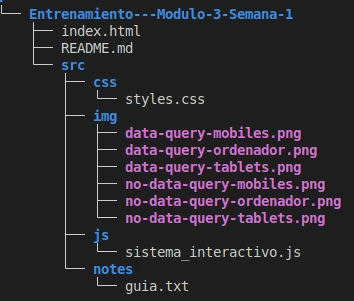 Entrenamiento---Modulo-3-Semana-1
index.html
README.md
src
css
styles.css
img
data-query-mobiles.png
data-query-ordenador.png
data-query-tablets.png
no-data-query-mobiles.png
no-data-query-ordenador.png
no-data-query-tablets.png
js
sistema_interactivo.js
notes
guia.txt